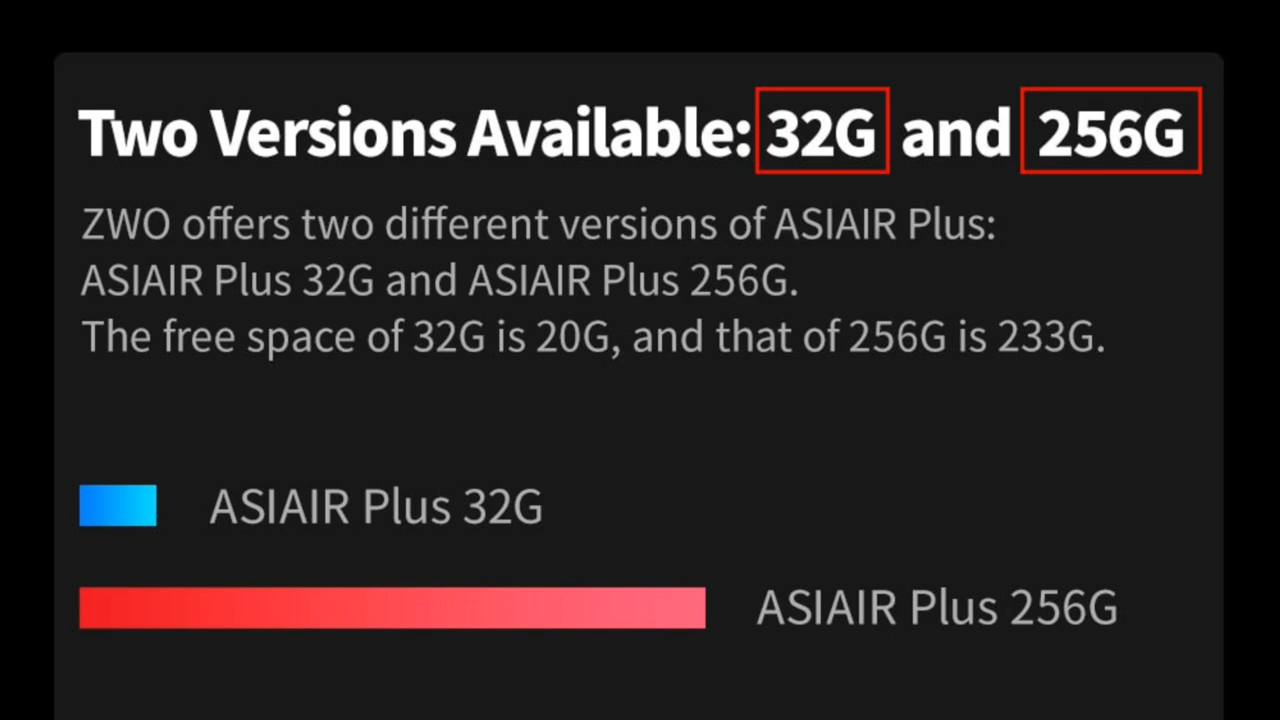 Two Versions Available: 32G and 256G
ZWO offers two different versions of ASIAIR Plus:
ASIAIR Plus 32G and ASIAIR Plus 256G.
The free space of 32G is 20G, and that of 256G is 233G.
ASIAIR Plus 32G
ASIAIR Plus 256G